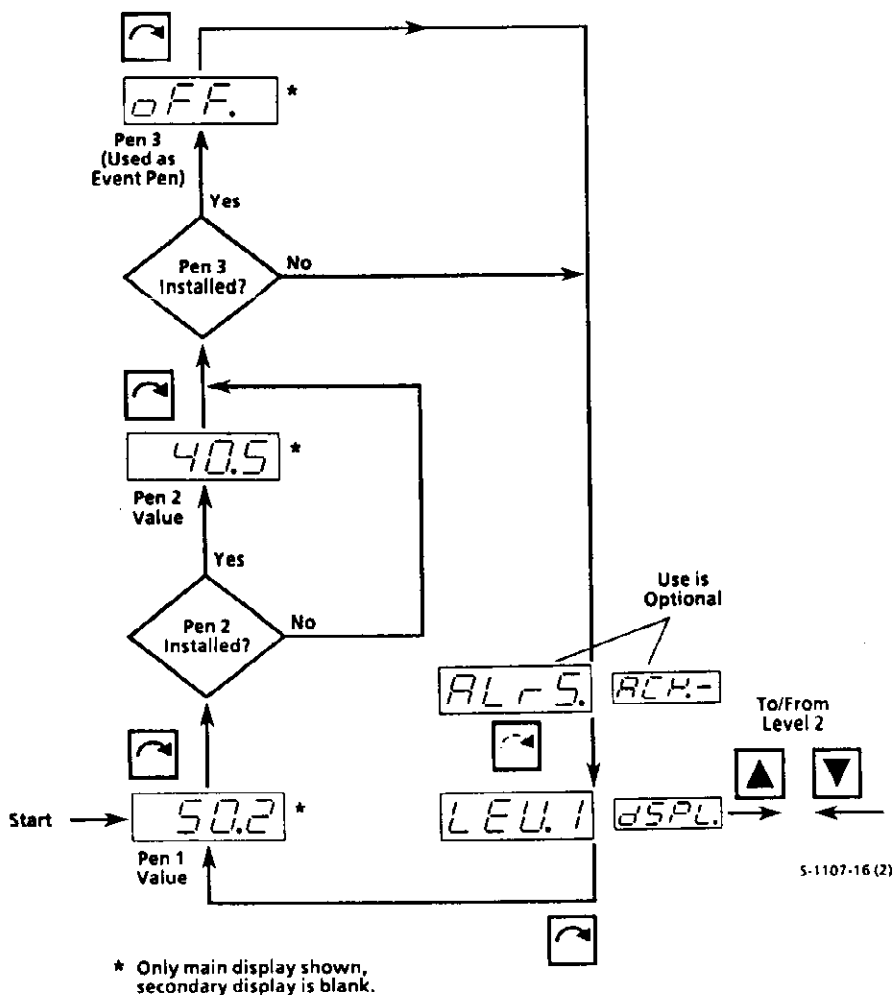 oFF. *
Pen 3
(Used as
Event Pen)
Yes
Pen 3
Installed?
No
40.5 *
Pen 2
Value
Yes
Pen 2
Installed?
No
Use is
Optional
ALrS. ACK.-
To/From
Level 2
Start
50.2 *
LEV.1 dSPL.
Pen 1
Value
S-1107-16 (2)
* Only main display shown,
secondary display is blank.